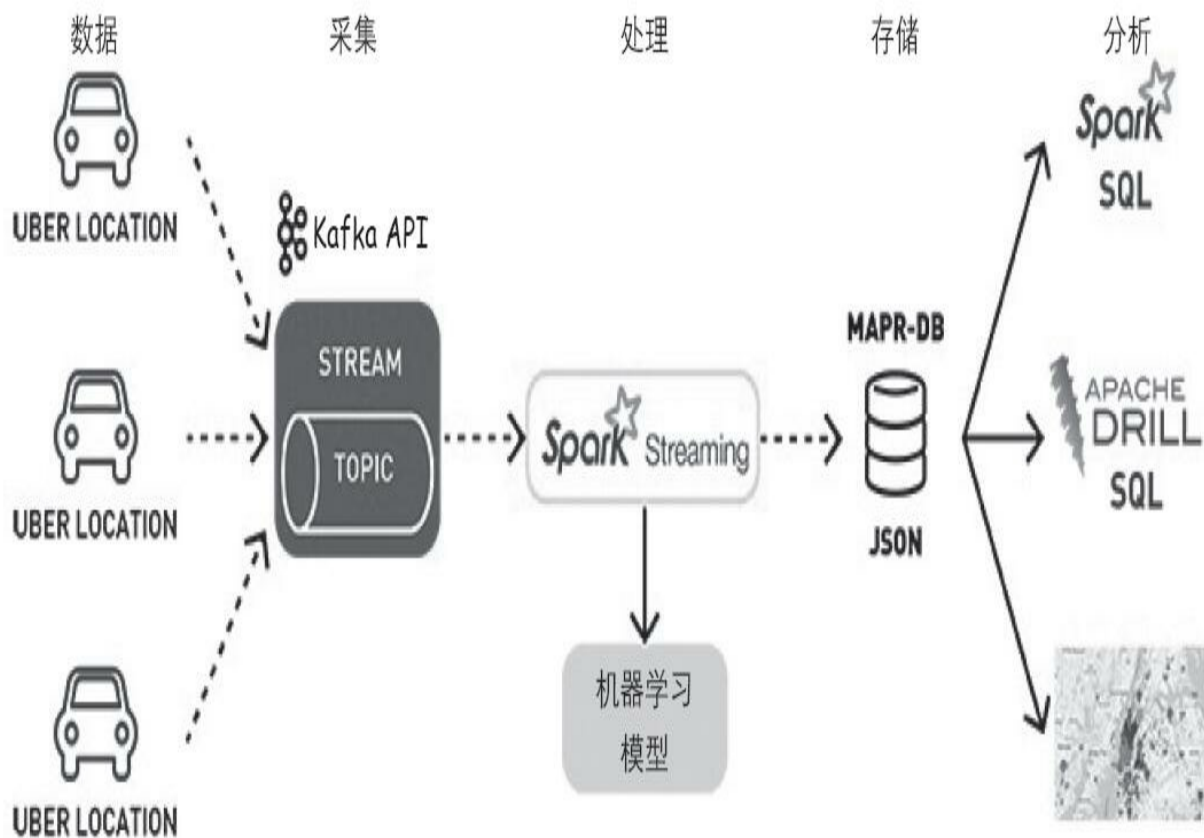 数据
采集
处理
存储
分析
UBER LOCATION
UBER LOCATION
UBER LOCATION
Kafka API
STREAM
TOPIC
Spark Streaming
机器学习
模型
MAPR-DB
JSON
Spark
SQL
APACHE
DRILL
SQL